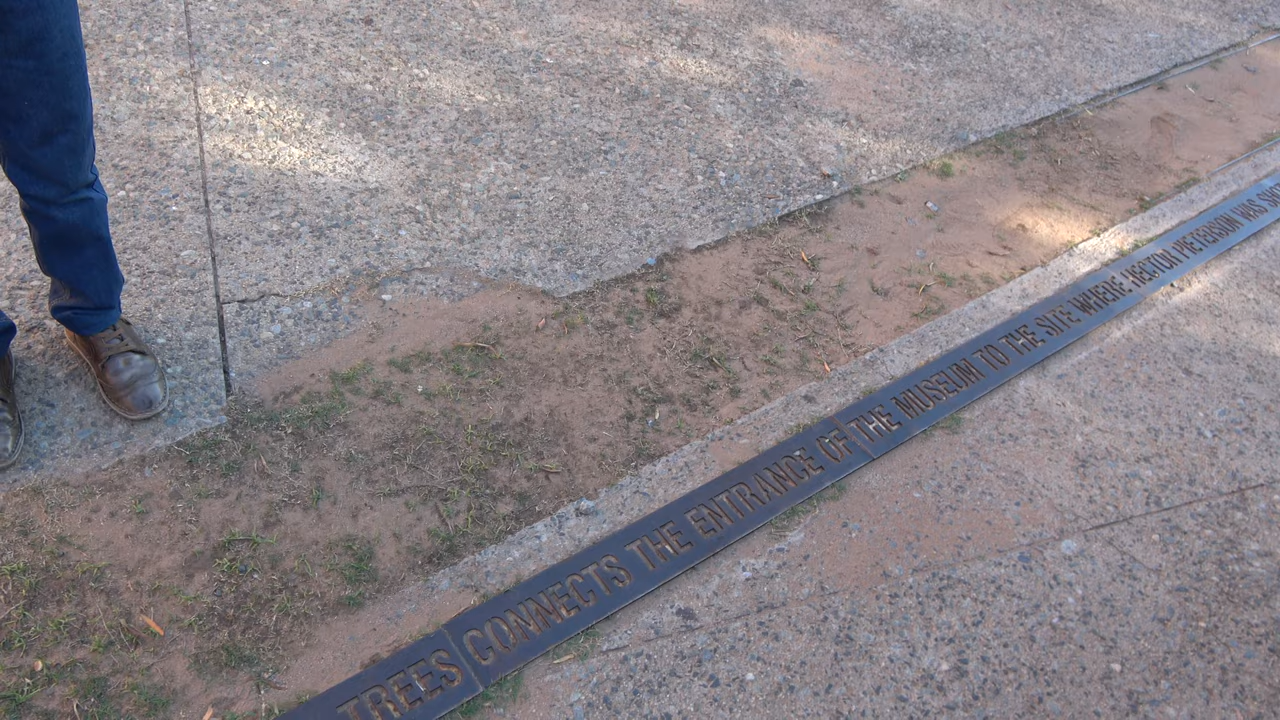 TREES CONNECTS THE ENTRANCE OF THE MUSEUM TO THE SITE WHERE HECTOR PIETERSON WAS